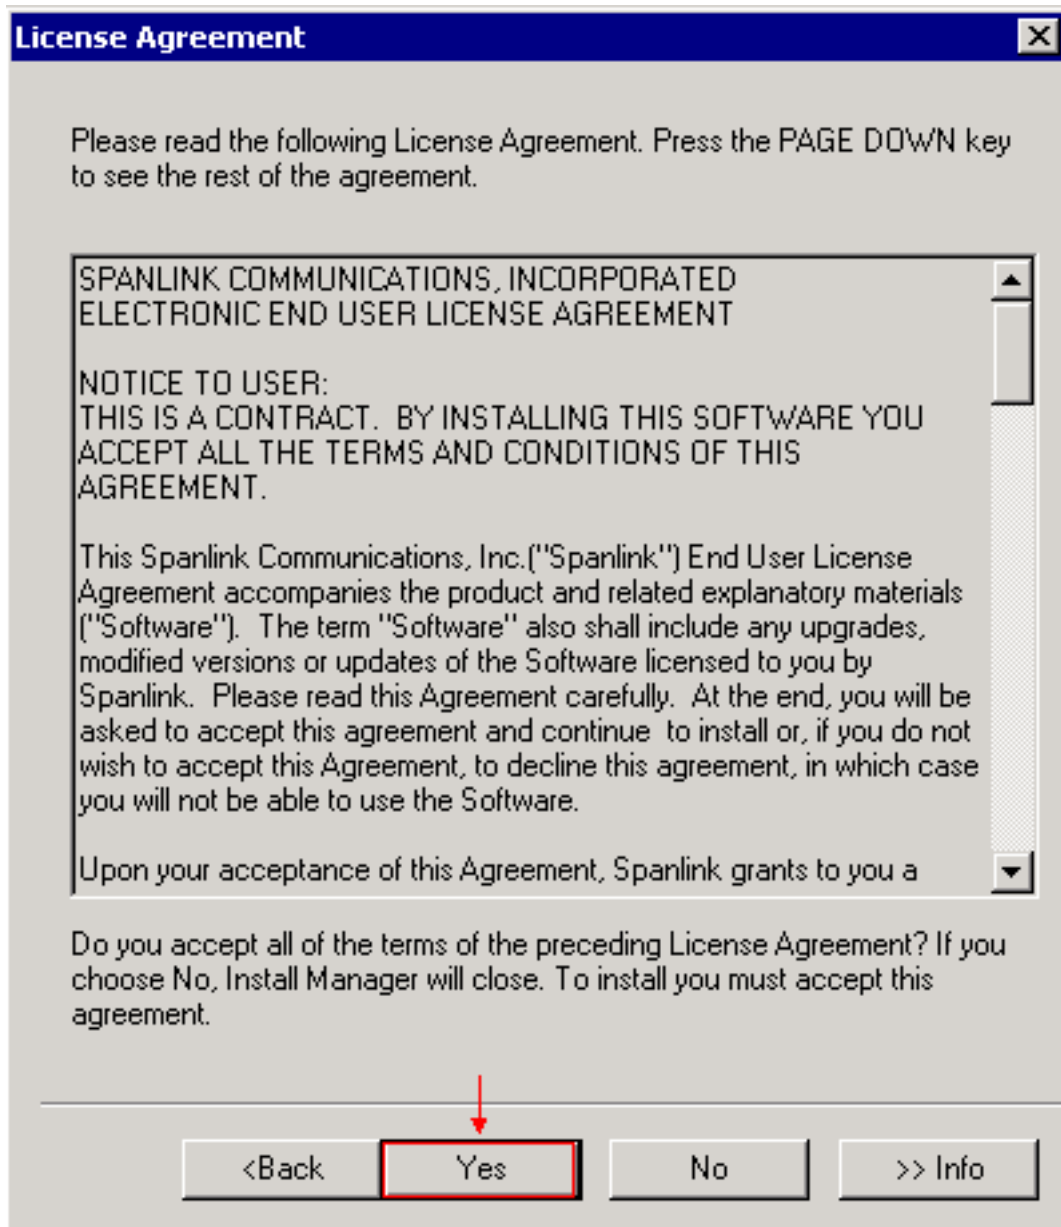 License Agreement
Please read the following License Agreement. Press the PAGE DOWN key
to see the rest of the agreement.
SPANLINK COMMUNICATIONS, INCORPORATED
ELECTRONIC END USER LICENSE AGREEMENT
NOTICE TO USER:
THIS IS A CONTRACT.  BY INSTALLING THIS SOFTWARE YOU
ACCEPT ALL THE TERMS AND CONDITIONS OF THIS
AGREEMENT.
This Spanlink Communications, Inc.("Spanlink") End User License
Agreement accompanies the product and related explanatory materials
("Software").  The term "Software" also shall include any upgrades,
modified versions or updates of the Software licensed to you by
Spanlink.  Please read this Agreement carefully.  At the end, you will be
asked to accept this agreement and continue  to install or, if you do not
wish to accept this Agreement, to decline this agreement, in which case
you will not be able to use the Software.
Upon your acceptance of this Agreement, Spanlink grants to you a
Do you accept all of the terms of the preceding License Agreement? If you
choose No, Install Manager will close. To install you must accept this
agreement.
<Back Yes No >> Info